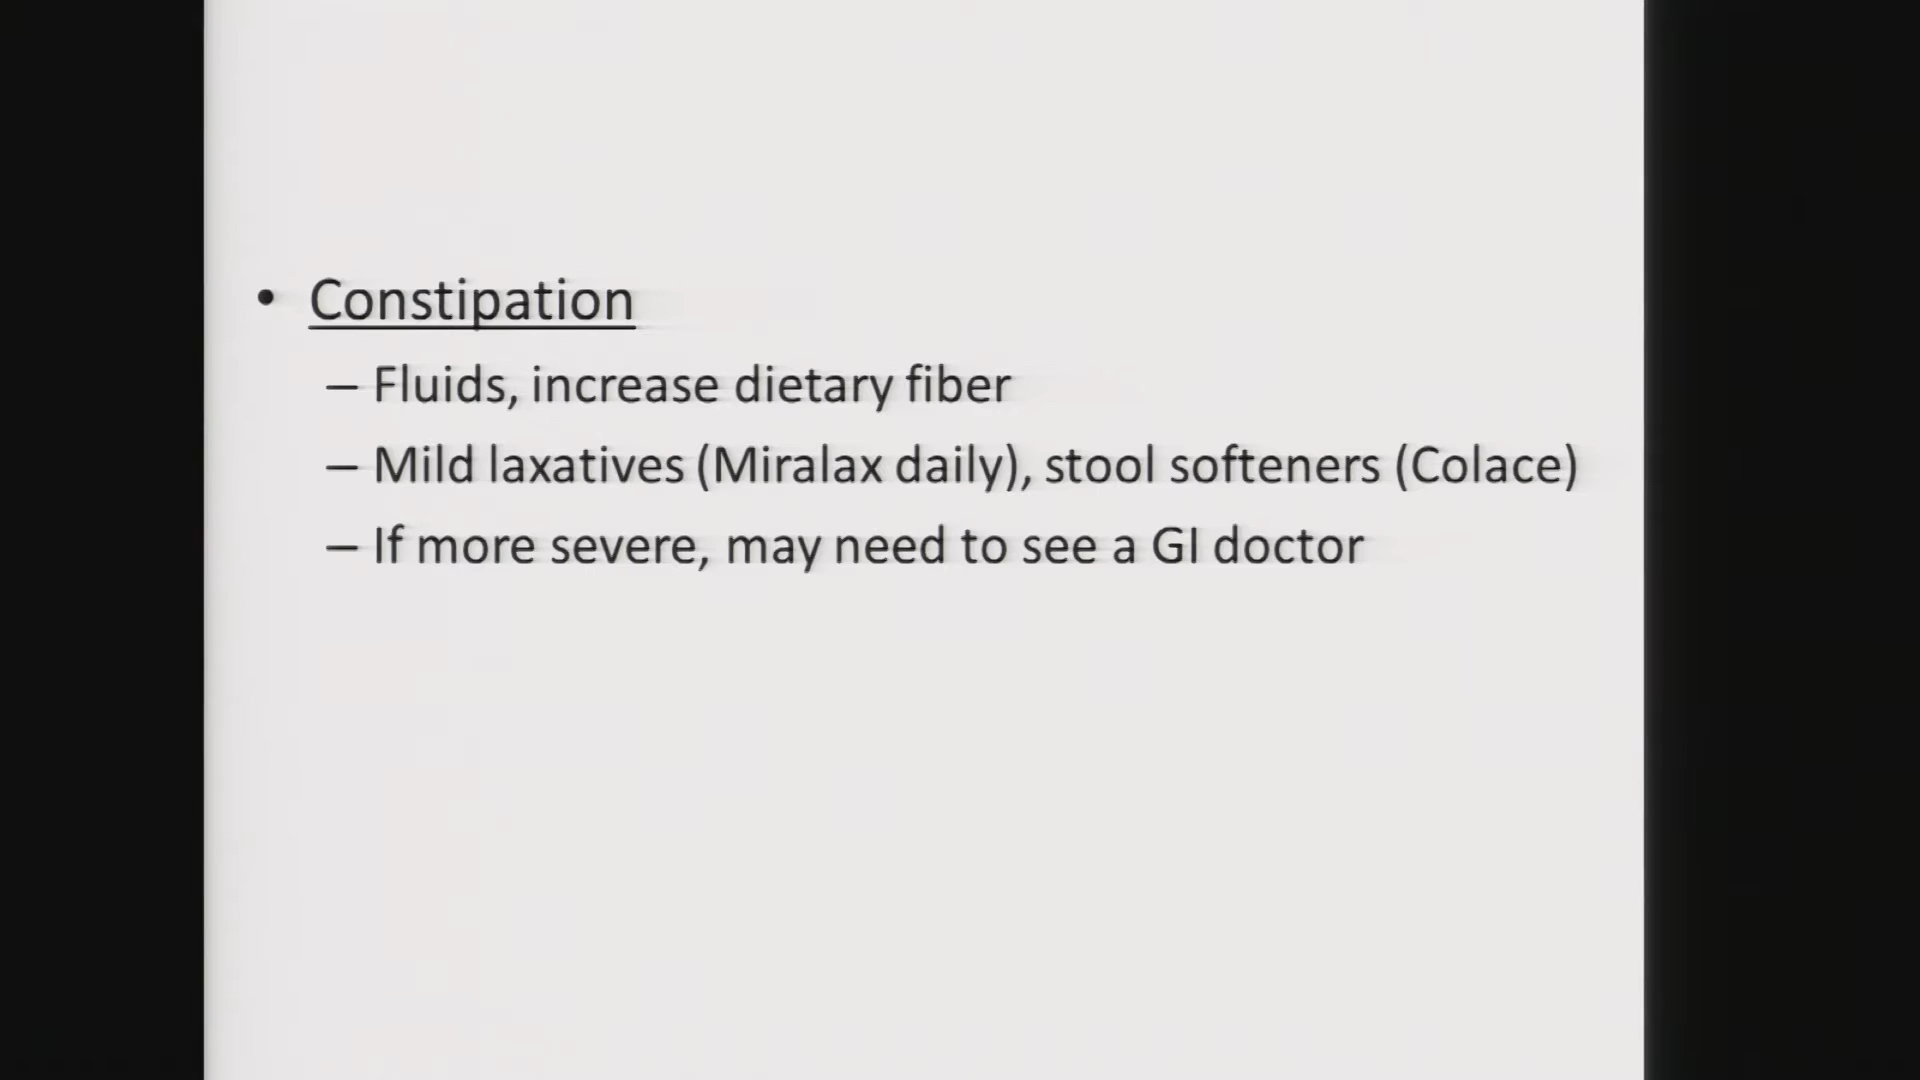 • Constipation
– Fluids, increase dietary fiber
– Mild laxatives (Miralax daily), stool softeners (Colace)
– If more severe, may need to see a GI doctor